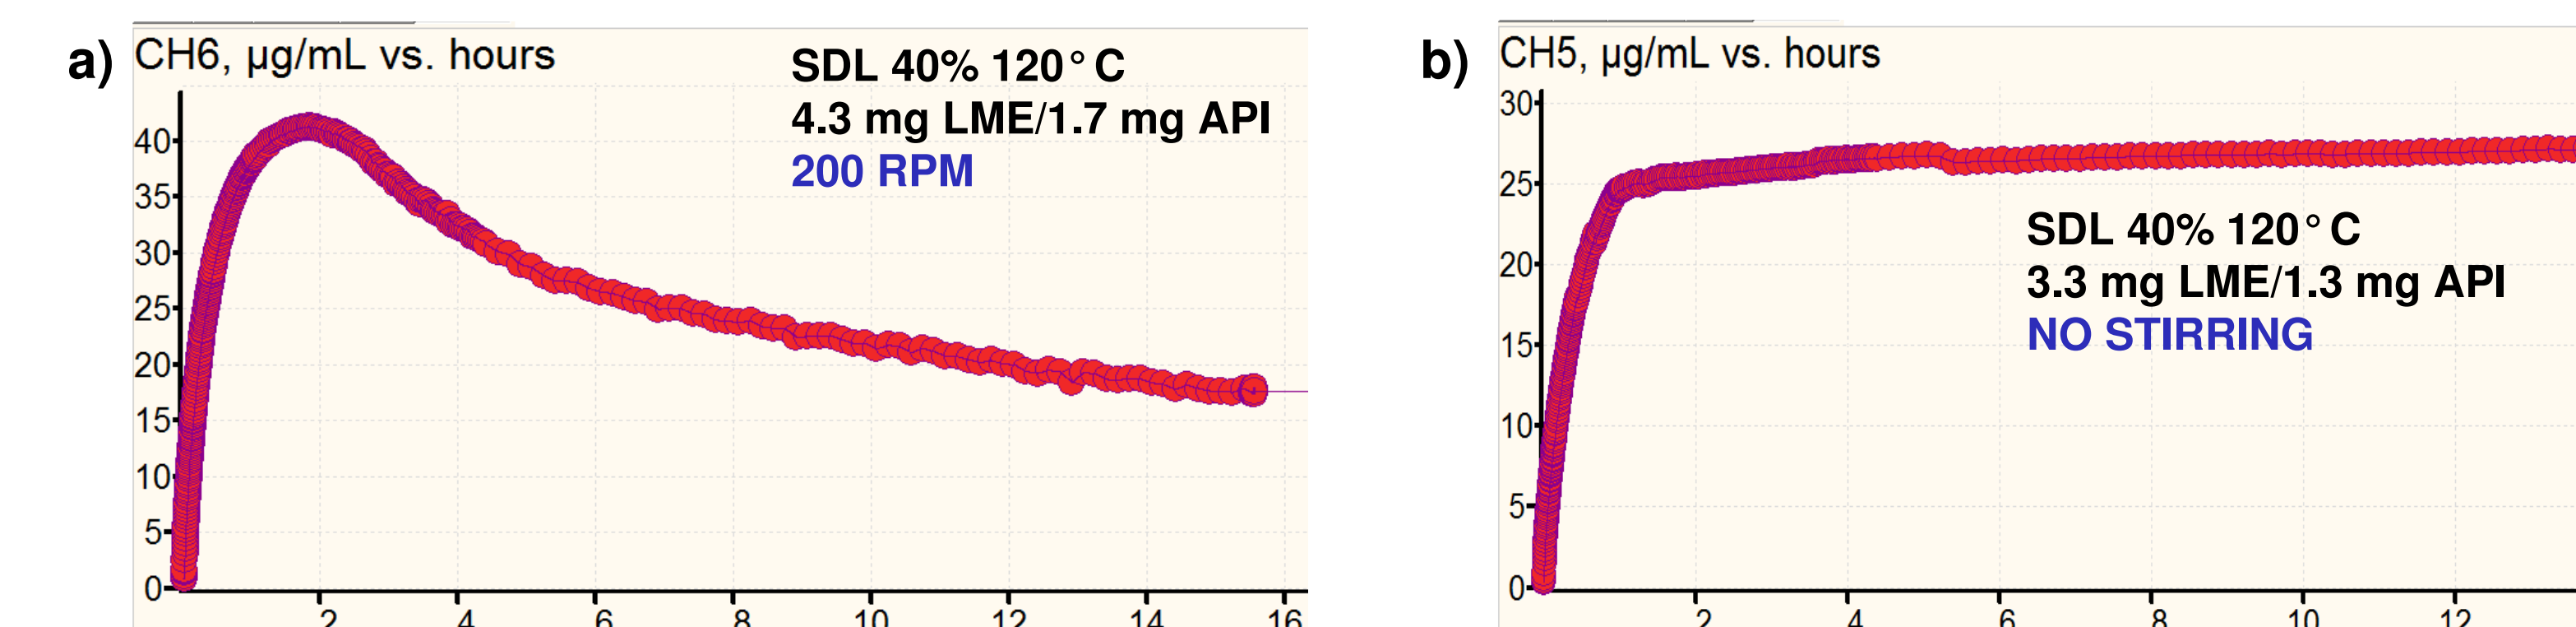 a)
CH6, µg/mL vs. hours
SDL 40% 120°C
4.3 mg LME/1.7 mg API
200 RPM
40
35
30
25
20
15
10
5
0
2 4 6 8 10 12 14 16
b)
CH5, µg/mL vs. hours
30
25
20
15
10
5
0
SDL 40% 120°C
3.3 mg LME/1.3 mg API
NO STIRRING
2 4 6 8 10 12